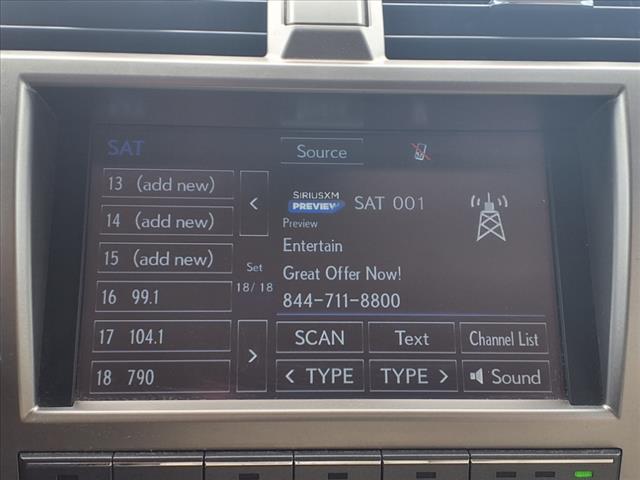 SAT
Source
13 (add new)
14 (add new)
15 (add new)
16 99.1
17 104.1
18 790
<
Set
18/ 18
>
SIRIUSXM
PREVIEW
SAT 001
Preview
Entertain
Great Offer Now!
844-711-8800
SCAN
Text
Channel List
< TYPE
TYPE >
Sound